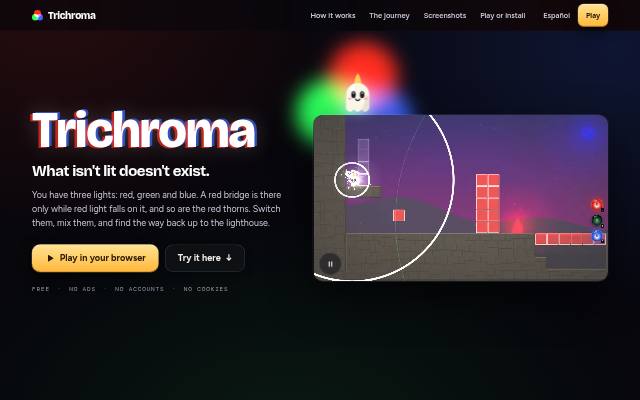 Trichroma
How it works
The journey
Screenshots
Play or install
Español
Play
Trichroma
What isn't lit doesn't exist.
You have three lights: red, green and blue. A red bridge is there
only while red light falls on it, and so are the red thorns. Switch
them, mix them, and find the way back up to the lighthouse.
Play in your browser
Try it here ↓
FREE · NO ADS · NO ACCOUNTS · NO COOKIES